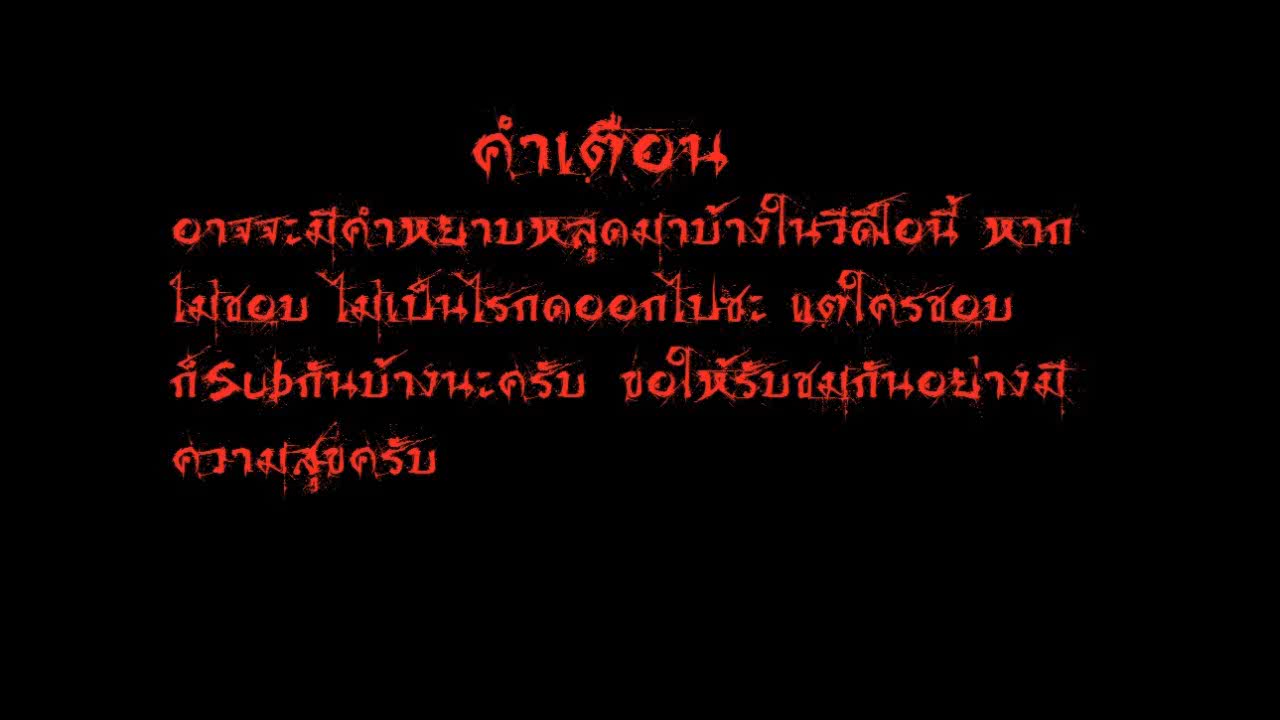 คำเตือน
อาจจะมีคำหยาบหลุดมาบ้างในวีดีโอนี้ หาก
ไม่ชอบ ไม่เป็นไรกดออกไปซะ แต่ใครชอบ
ก็Subกันบ้างนะครับ ขอให้รับชมกันอย่างมี
ความสุขครับ